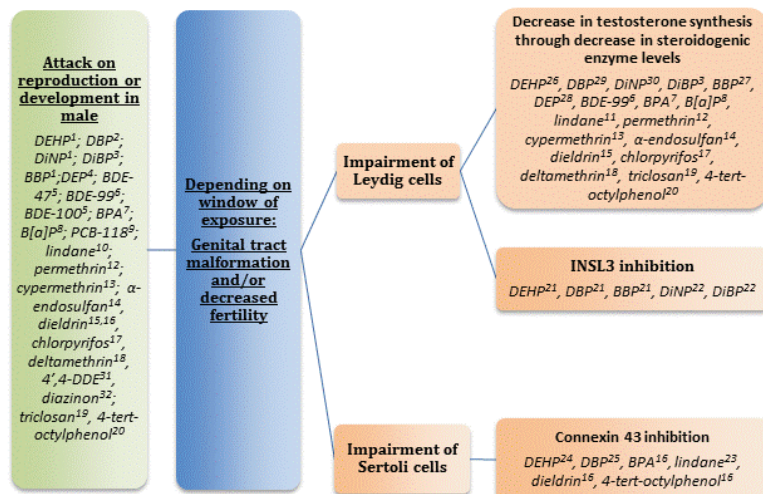 Attack on
reproduction or
development in
male
DEHP¹; DBP²;
DiNP¹; DiBP³;
BBP¹;DEP⁴; BDE-
47⁵; BDE-99⁶;
BDE-100⁵; BPA⁷;
B[a]P⁸; PCB-118⁹;
lindane¹⁰;
permethrin¹²;
cypermethrin¹³; α-
endosulfan¹⁴,
dieldrin¹⁵,¹⁶,
chlorpyrifos¹⁷,
deltamethrin¹⁸,
4’,4-DDE³¹,
diazinon³²;
triclosan¹⁹, 4-tert-
octylphenol²⁰
Depending on
window of
exposure:
Genital tract
malformation
and/or
decreased
fertility
Impairment of
Leydig cells
Decrease in testosterone synthesis
through decrease in steroidogenic
enzyme levels
DEHP²⁶, DBP²⁹, DiNP³⁰, DiBP³, BBP²⁷,
DEP²⁸, BDE-99⁶, BPA⁷, B[a]P⁸,
lindane¹¹, permethrin¹²,
cypermethrin¹³, α-endosulfan¹⁴,
dieldrin¹⁵, chlorpyrifos¹⁷,
deltamethrin¹⁸, triclosan¹⁹, 4-tert-
octylphenol²⁰
INSL3 inhibition
DEHP²¹, DBP²¹, BBP²¹, DiNP²², DiBP²²
Impairment of
Sertoli cells
Connexin 43 inhibition
DEHP²⁴, DBP²⁵, BPA¹⁶, lindane²³,
dieldrin¹⁶, 4-tert-octylphenol¹⁶